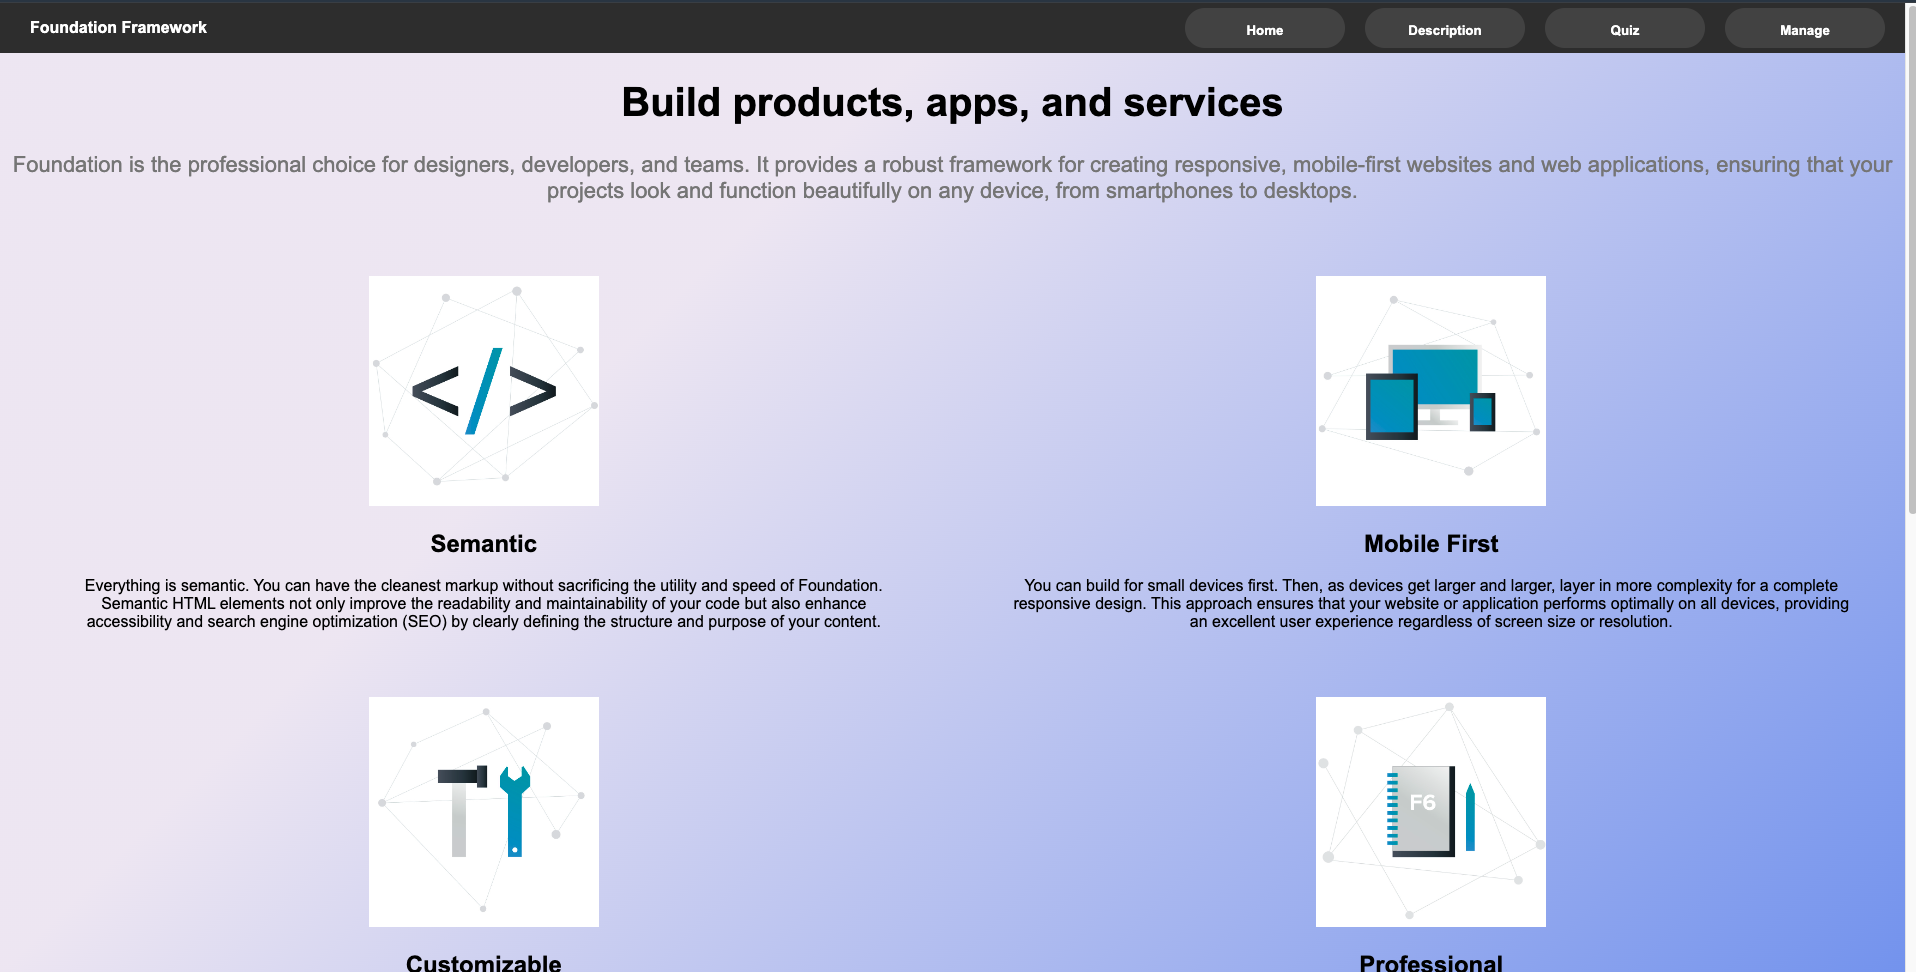 Foundation Framework
Home
Description
Quiz
Manage
Build products, apps, and services
Foundation is the professional choice for designers, developers, and teams. It provides a robust framework for creating responsive, mobile-first websites and web applications, ensuring that your
projects look and function beautifully on any device, from smartphones to desktops.
</>
Semantic
Everything is semantic. You can have the cleanest markup without sacrificing the utility and speed of Foundation.
Semantic HTML elements not only improve the readability and maintainability of your code but also enhance
accessibility and search engine optimization (SEO) by clearly defining the structure and purpose of your content.
Mobile First
You can build for small devices first. Then, as devices get larger and larger, layer in more complexity for a complete
responsive design. This approach ensures that your website or application performs optimally on all devices, providing
an excellent user experience regardless of screen size or resolution.
Customizable
F6
Professional